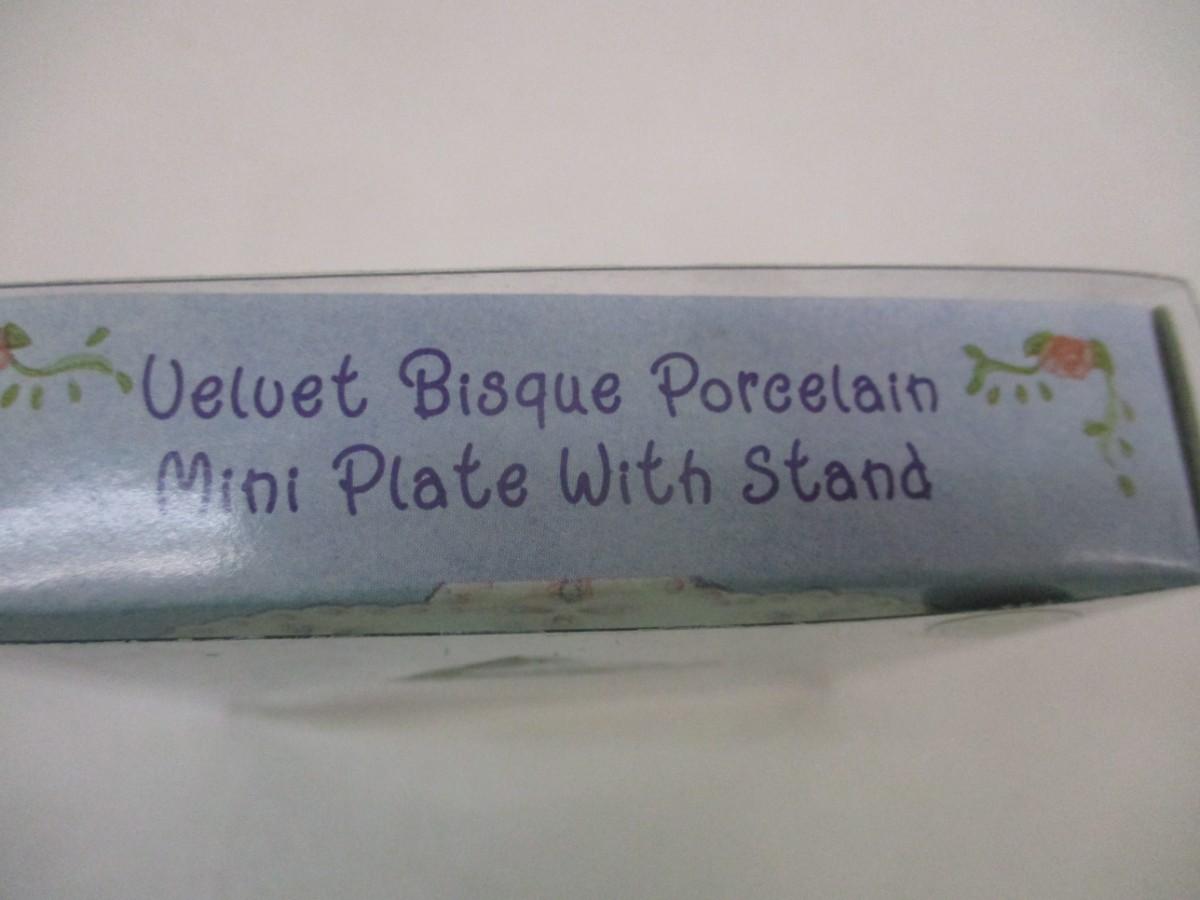 Velvet Bisque Porcelain
Mini Plate With Stand